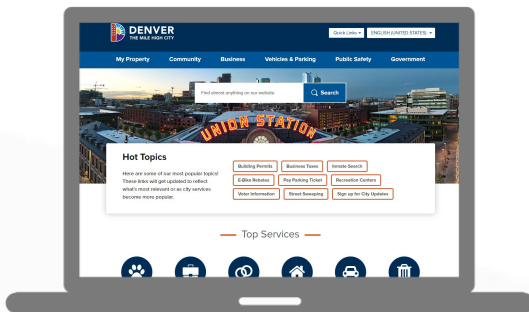 DENVER
THE MILE HIGH CITY
Quick Links
ENGLISH (UNITED STATES)
My Property Community Business Vehicles & Parking Public Safety Government
Find almost anything on our website
Search
UNION STATION
Hot Topics
Here are some of our most popular topics!
These links will get updated to reflect
what's most relevant or as city services
become more popular.
Building Permits Business Taxes Inmate Search
E-Bike Rebates Pay Parking Ticket Recreation Centers
Voter Information Street Sweeping Sign up for City Updates
Top Services